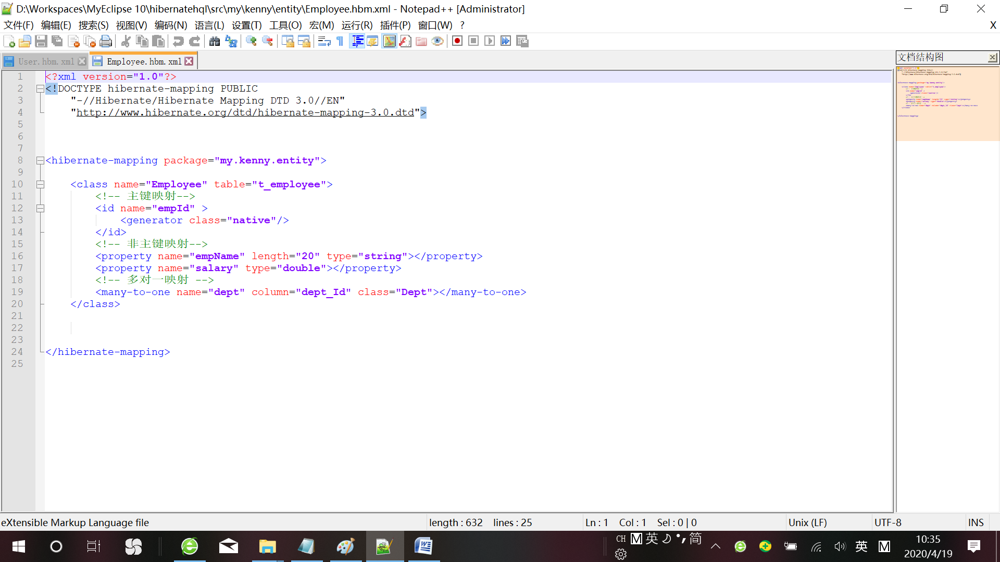 D:\Workspaces\MyEclipse 10\hibernatehql\src\my\kenny\entity\Employee.hbm.xml - Notepad++ [Administrator]
文件(F) 编辑(E) 搜索(S) 视图(V) 编码(N) 语言(L) 设置(T) 工具(O) 宏(M) 运行(R) 插件(P) 窗口(W) ? X
User.hbm.xml Employee.hbm.xml 文档结构图
1 <?xml version="1.0"?>
2 <!DOCTYPE hibernate-mapping PUBLIC
3 "-//Hibernate/Hibernate Mapping DTD 3.0//EN"
4 "http://www.hibernate.org/dtd/hibernate-mapping-3.0.dtd">
5
6
7
8 <hibernate-mapping package="my.kenny.entity">
9
10 <class name="Employee" table="t_employee">
11 <!-- 主键映射-->
12 <id name="empId" >
13 <generator class="native"/>
14 </id>
15 <!-- 非主键映射-->
16 <property name="empName" length="20" type="string"></property>
17 <property name="salary" type="double"></property>
18 <!-- 多对一映射 -->
19 <many-to-one name="dept" column="dept_Id" class="Dept"></many-to-one>
20 </class>
21
22
23
24 </hibernate-mapping>
25
eXtensible Markup Language file length : 632 lines : 25 Ln : 1 Col : 1 Sel : 0 | 0 Unix (LF) UTF-8 INS
CH M 英 简 英 M 10:35
2020/4/19